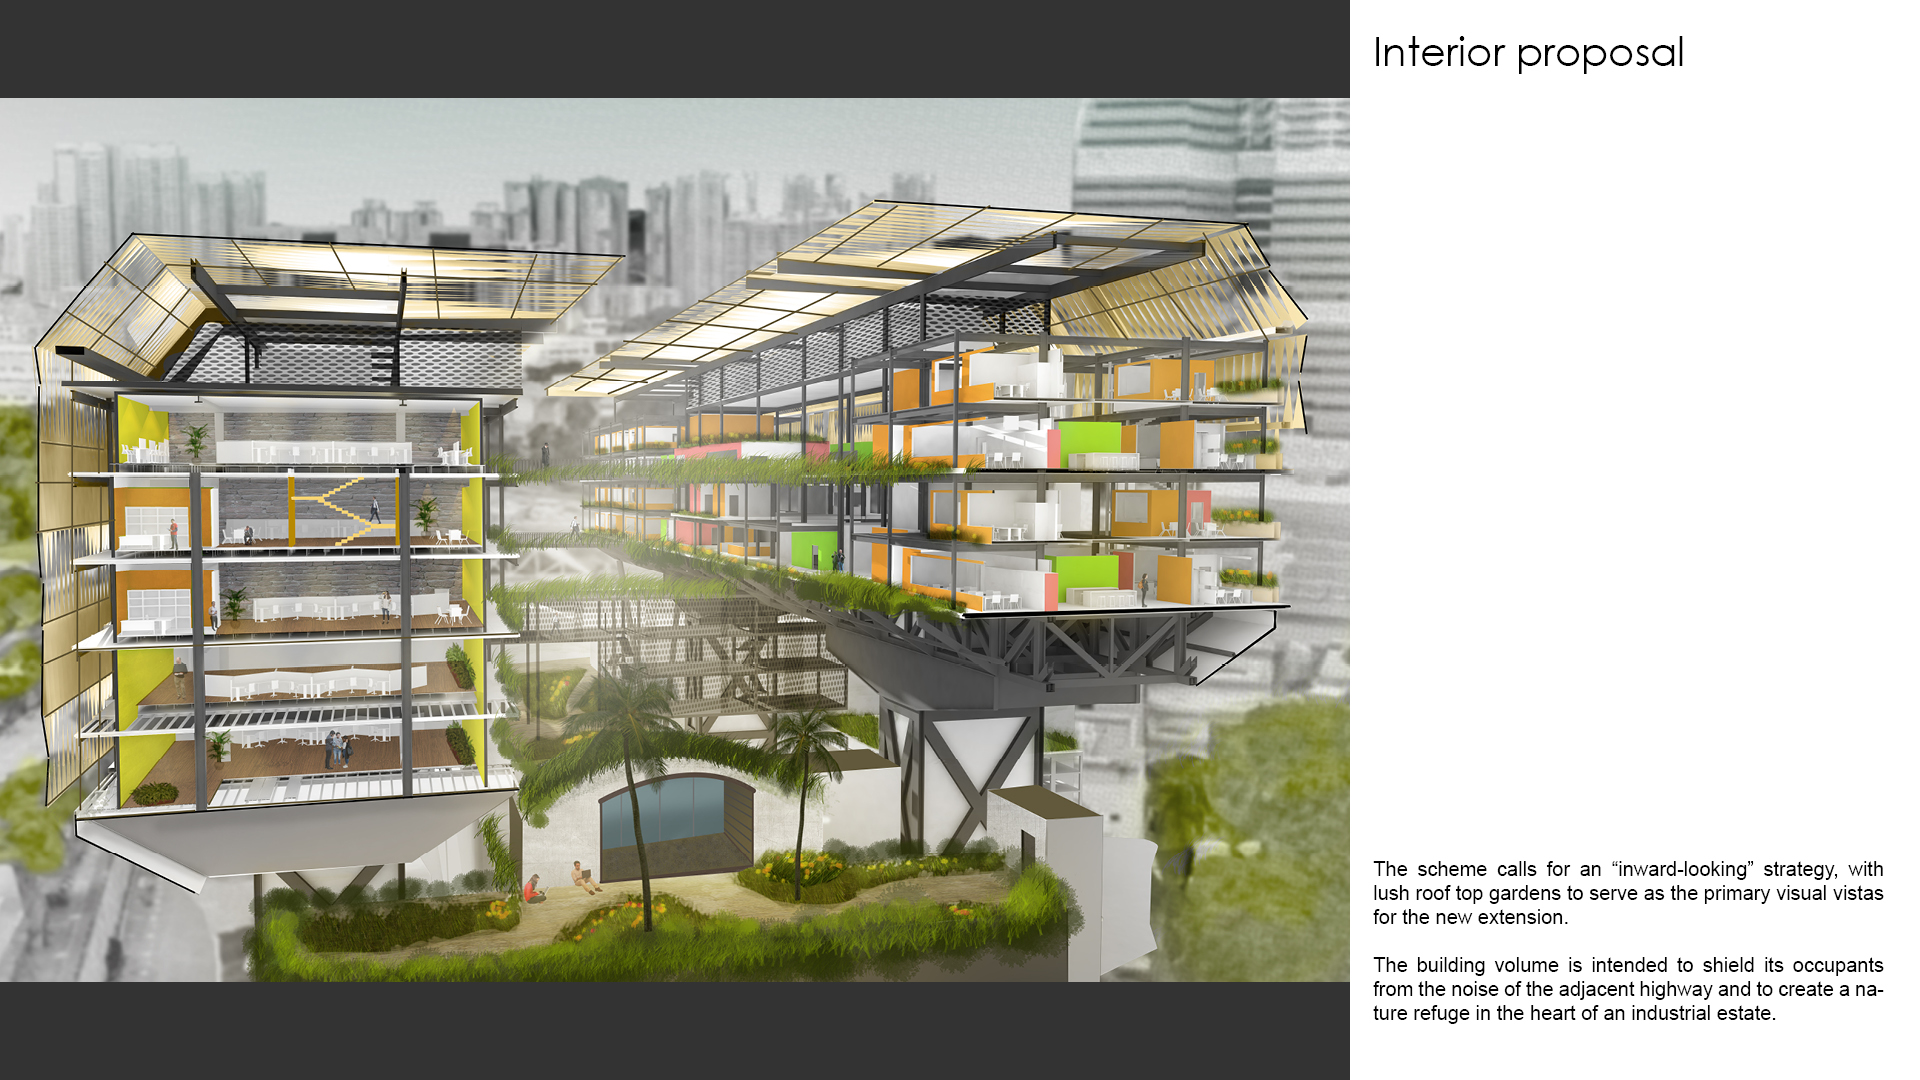 Interior proposal
The scheme calls for an “inward-looking” strategy, with
lush roof top gardens to serve as the primary visual vistas
for the new extension.
The building volume is intended to shield its occupants
from the noise of the adjacent highway and to create a na-
ture refuge in the heart of an industrial estate.